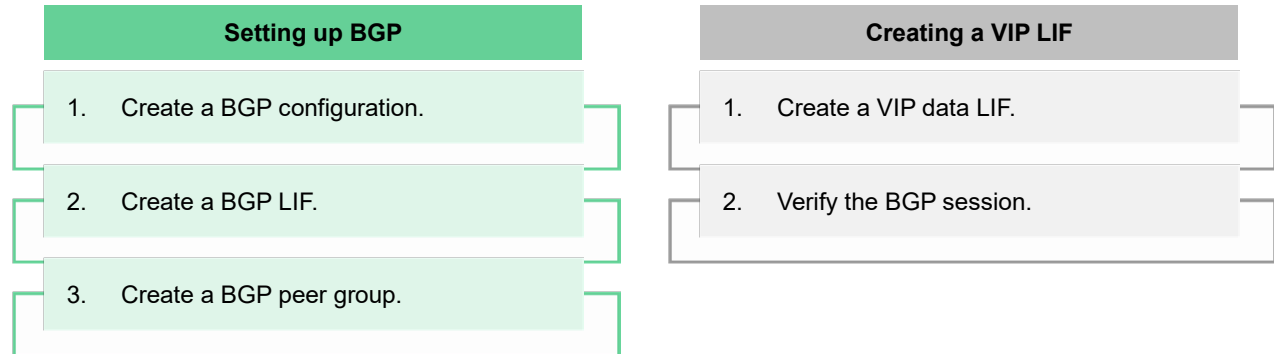 Setting up BGP
1. Create a BGP configuration.
2. Create a BGP LIF.
3. Create a BGP peer group.
Creating a VIP LIF
1. Create a VIP data LIF.
2. Verify the BGP session.